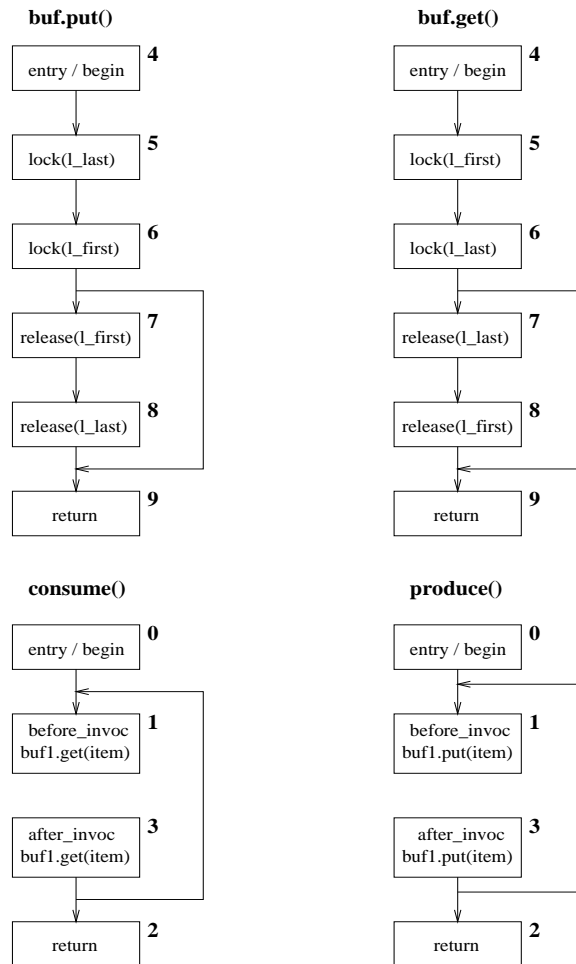 buf.put()
4
entry / begin
5
lock(l_last)
6
lock(l_first)
7
release(l_first)
8
release(l_last)
9
return
buf.get()
4
entry / begin
5
lock(l_first)
6
lock(l_last)
7
release(l_last)
8
release(l_first)
9
return
consume()
0
entry / begin
1
before_invoc
buf1.get(item)
3
after_invoc
buf1.get(item)
2
return
produce()
0
entry / begin
1
before_invoc
buf1.put(item)
3
after_invoc
buf1.put(item)
2
return